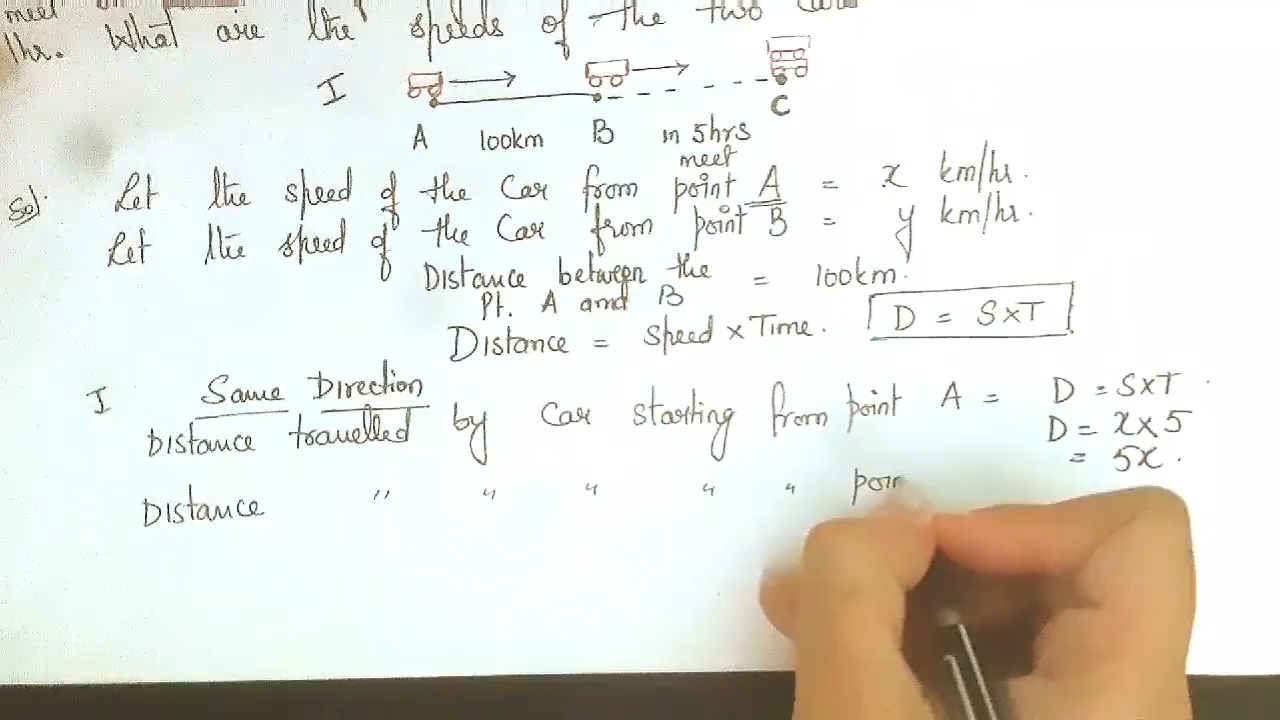 meet
1hr. What are the speeds of the two
I
C
A 100km B in 5hrs
meet
Sol: Let the speed of the Car from point A = x km/hr.
Let the speed of the Car from point B = y km/hr.
Distance between the = 100km.
Pt. A and B
Distance = speed × Time. D = S×T
I Same Direction
Distance travelled by Car starting from point A = D = S×T
D = x×5
= 5x.
Distance " " " " "